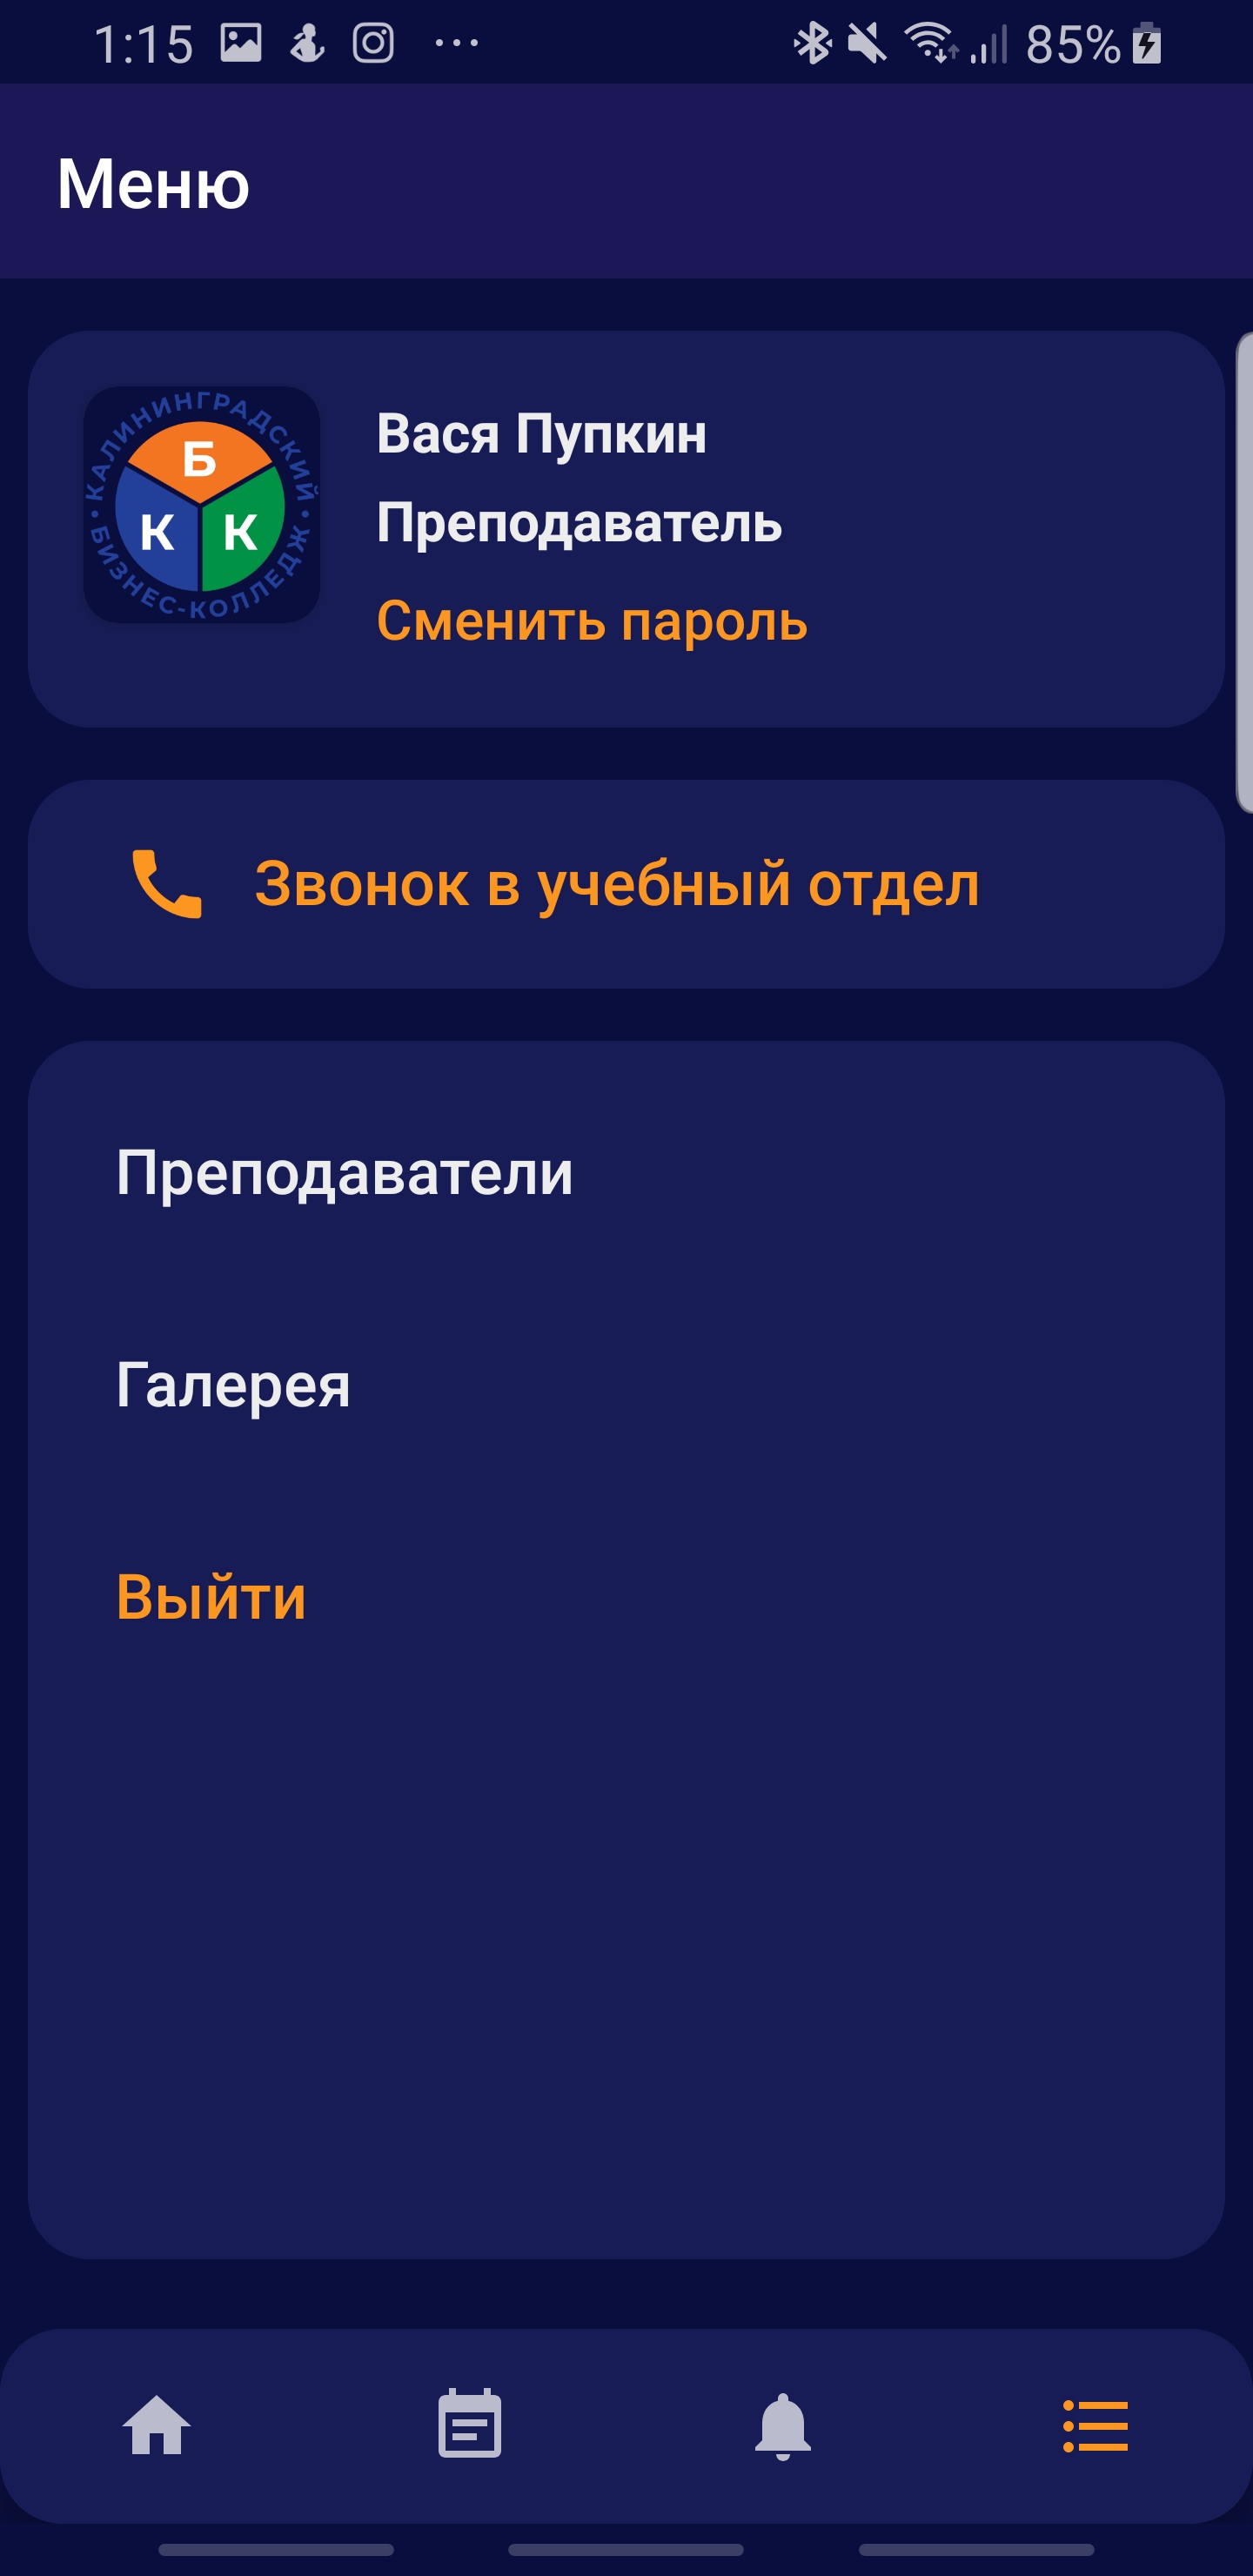 1:15 85%
Меню
КАЛИНИНГРАДСКИЙ
Б
К К
БИЗНЕС-КОЛЛЕДЖ
Вася Пупкин
Преподаватель
Сменить пароль
Звонок в учебный отдел
Преподаватели
Галерея
Выйти